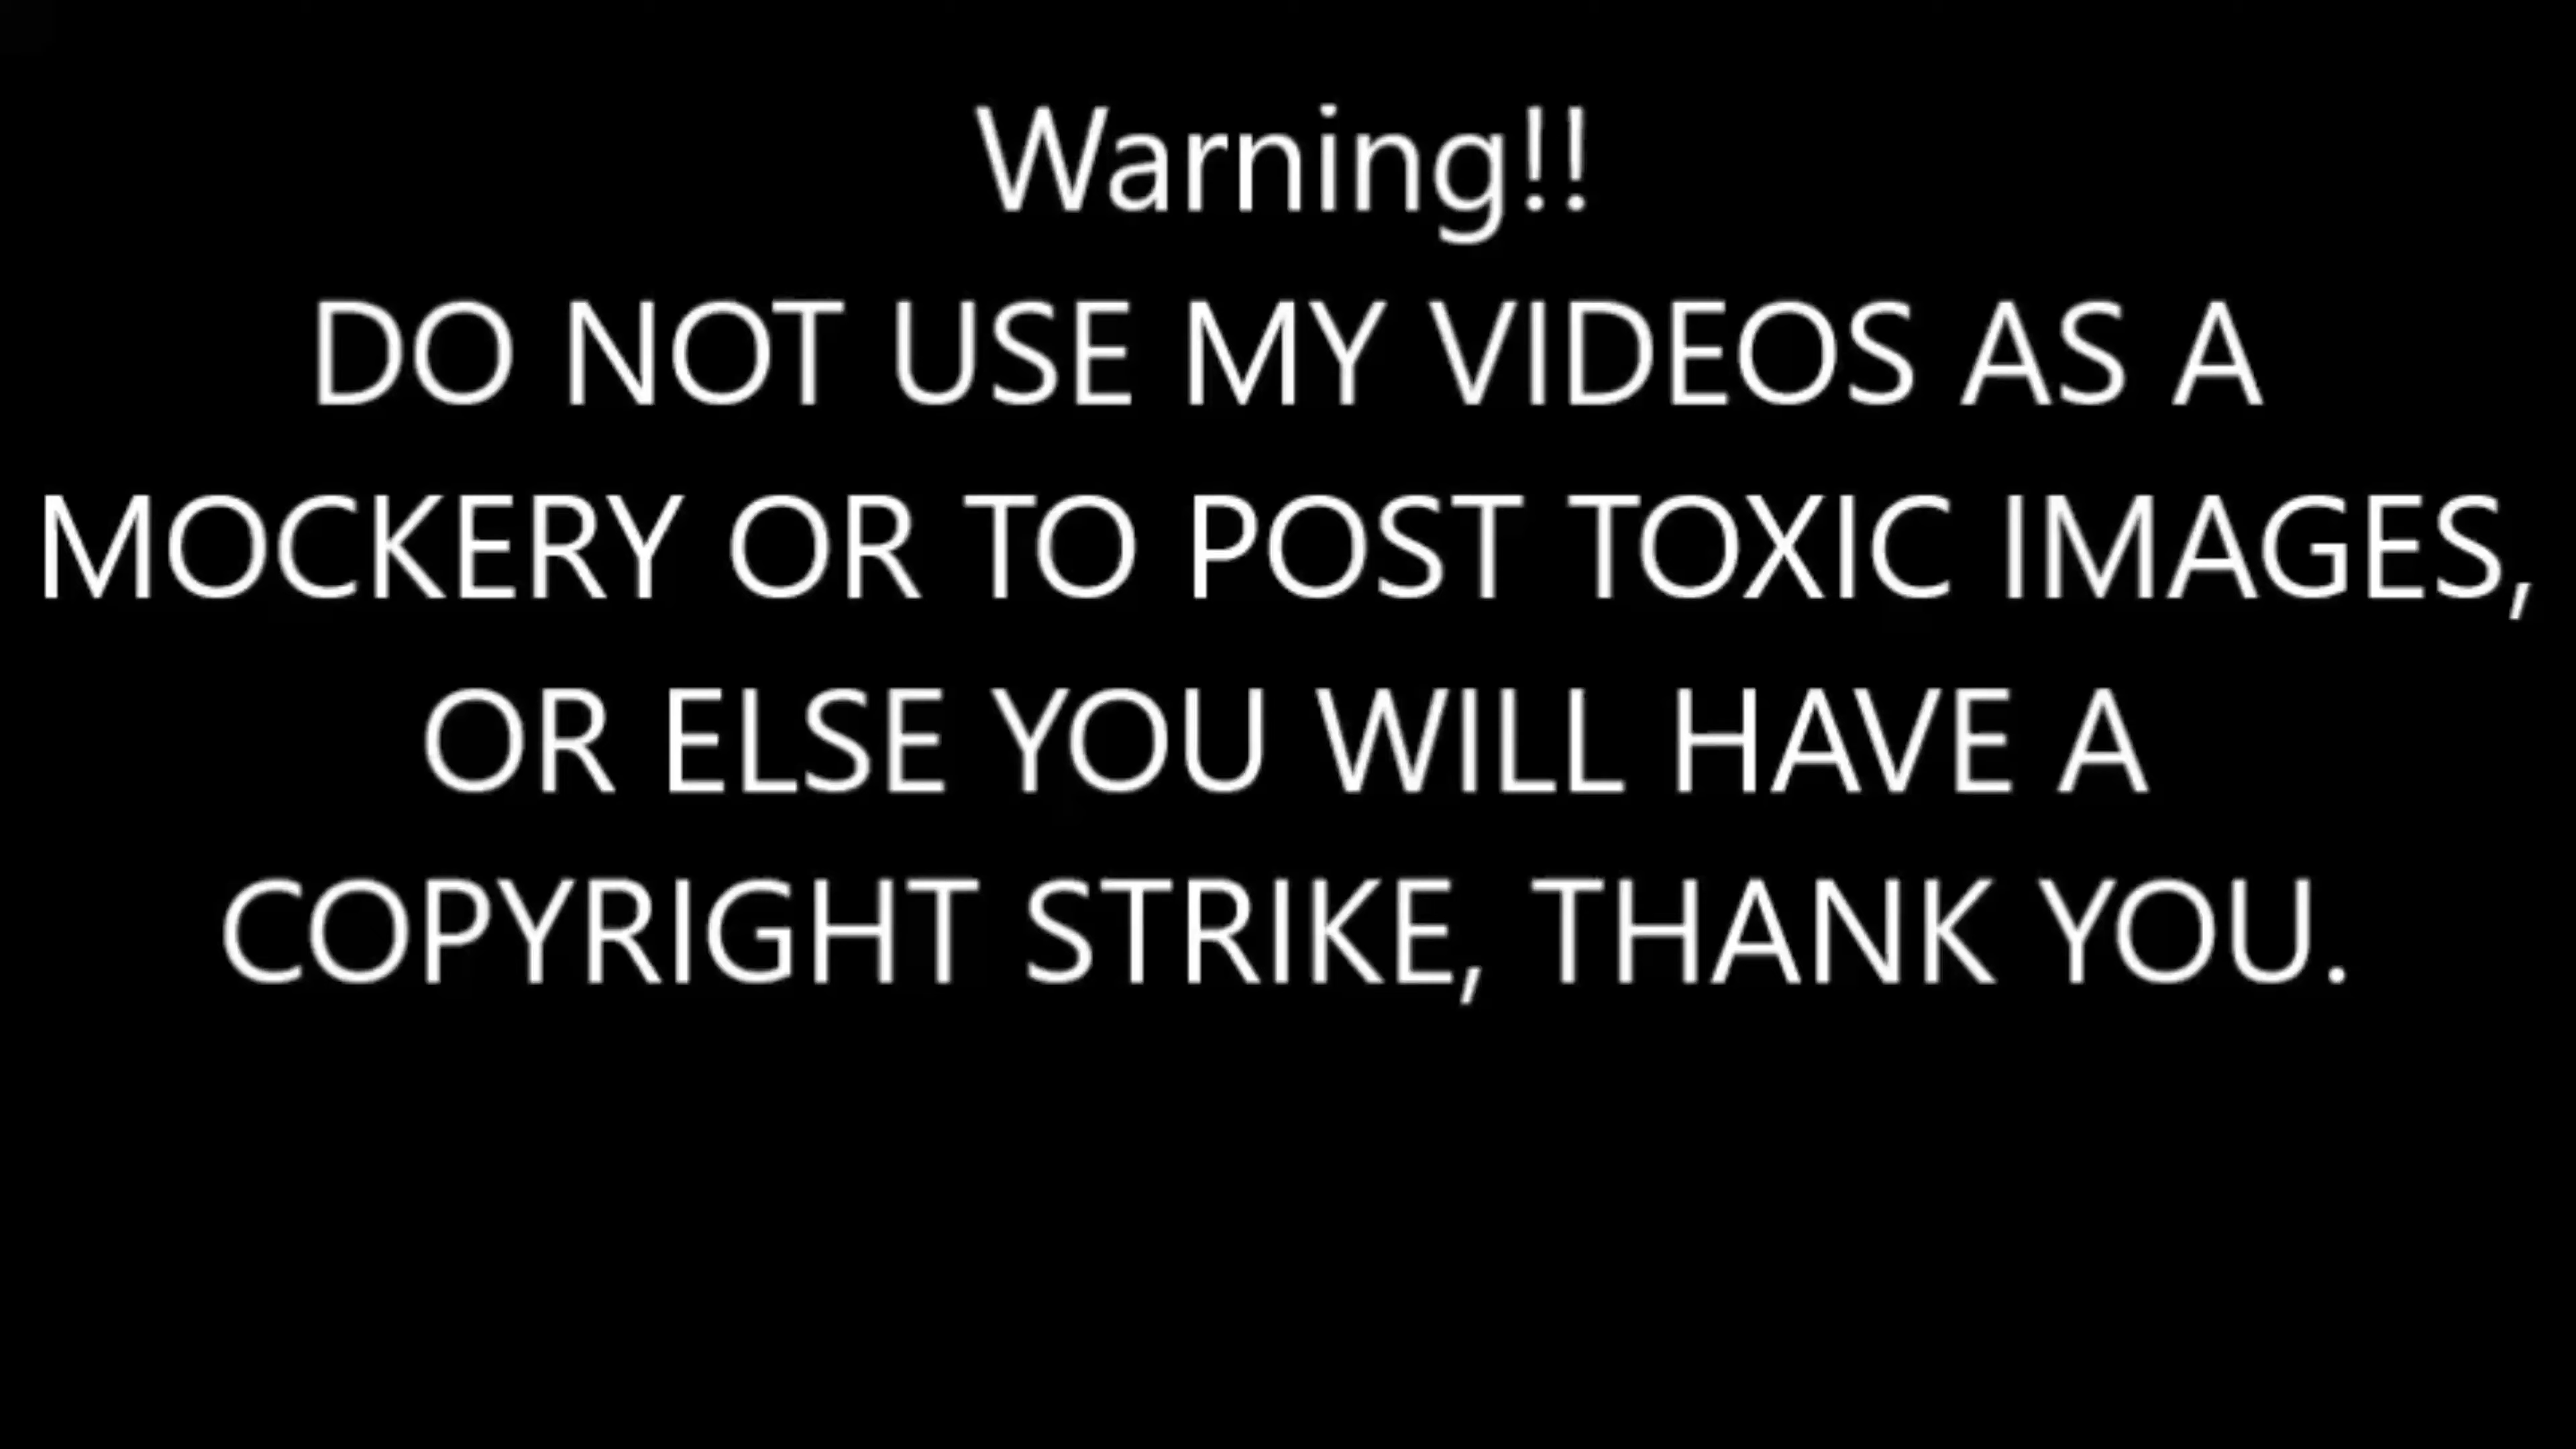 Warning!!
DO NOT USE MY VIDEOS AS A
MOCKERY OR TO POST TOXIC IMAGES,
OR ELSE YOU WILL HAVE A
COPYRIGHT STRIKE, THANK YOU.